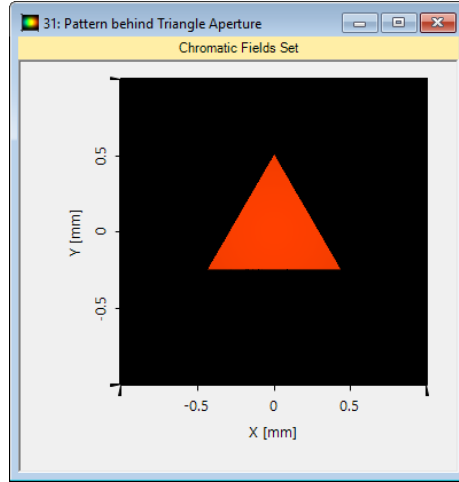 31: Pattern behind Triangle Aperture
Chromatic Fields Set
0.5
0
-0.5
Y [mm]
-0.5 0 0.5
X [mm]